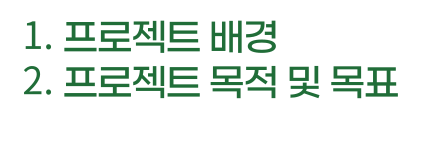 1. 프로젝트 배경
2. 프로젝트 목적 및 목표